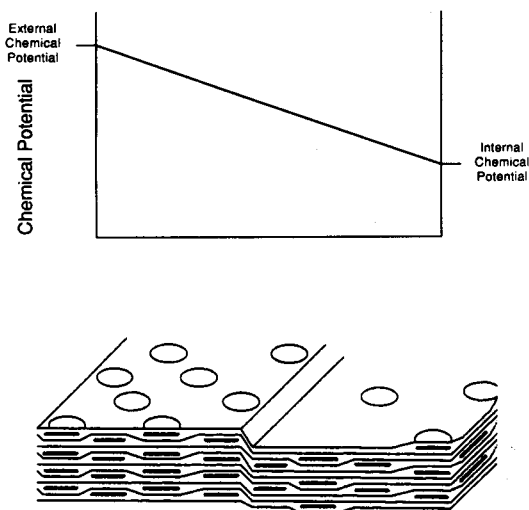 External
Chemical
Potential
Chemical Potential
Internal
Chemical
Potential